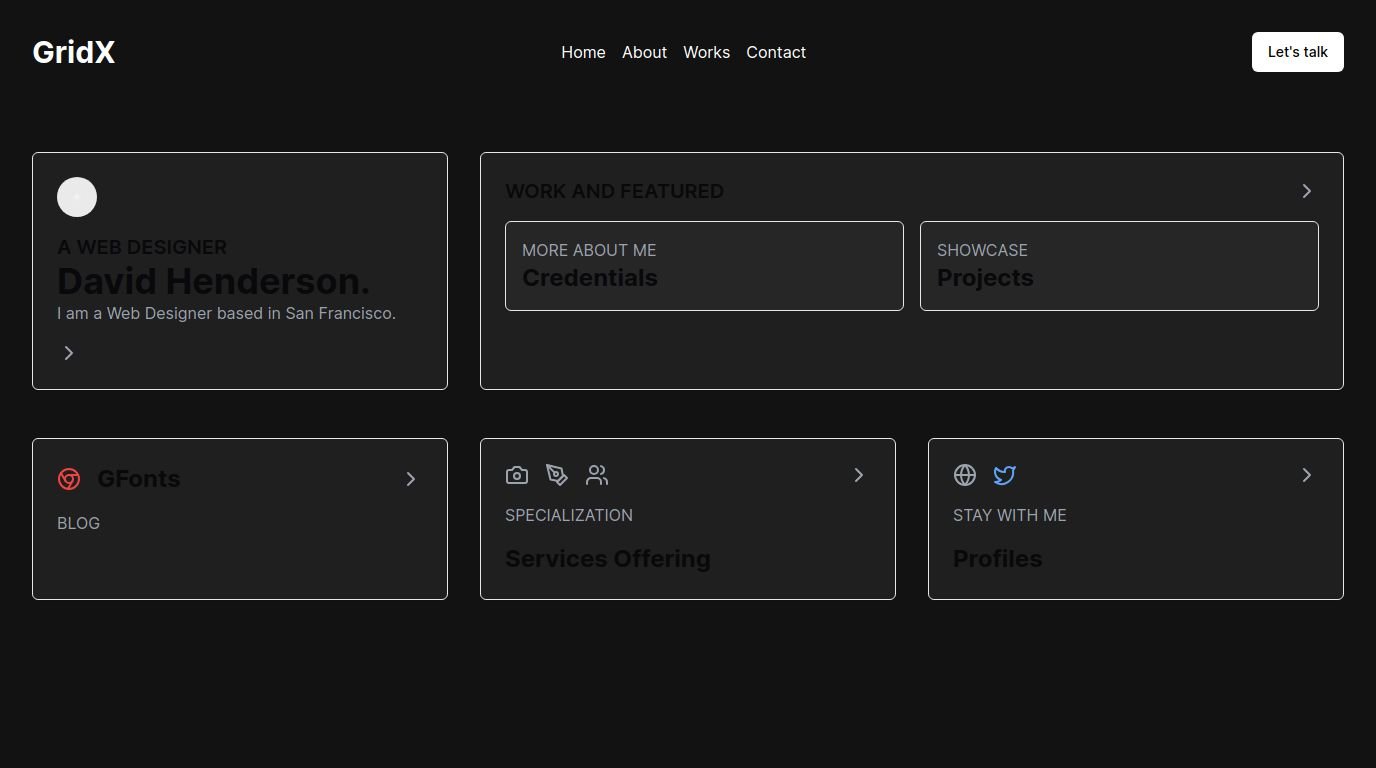 GridX
Home About Works Contact
Let's talk
A WEB DESIGNER
David Henderson.
I am a Web Designer based in San Francisco.
WORK AND FEATURED
MORE ABOUT ME
Credentials
SHOWCASE
Projects
GFonts
BLOG
SPECIALIZATION
Services Offering
STAY WITH ME
Profiles